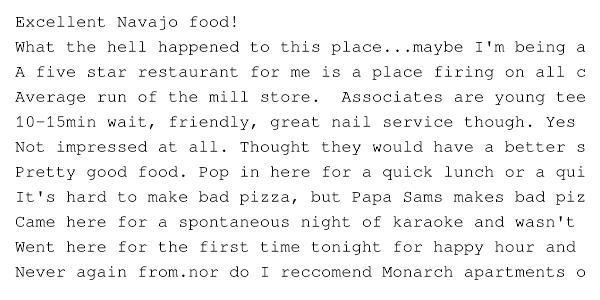 Excellent Navajo food!
What the hell happened to this place...maybe I'm being a
A five star restaurant for me is a place firing on all c
Average run of the mill store.  Associates are young tee
10-15min wait, friendly, great nail service though. Yes
Not impressed at all. Thought they would have a better s
Pretty good food. Pop in here for a quick lunch or a qui
It's hard to make bad pizza, but Papa Sams makes bad piz
Came here for a spontaneous night of karaoke and wasn't
Went here for the first time tonight for happy hour and
Never again from.nor do I reccomend Monarch apartments o